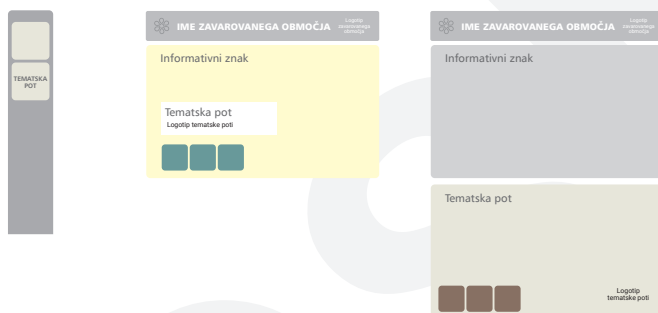 TEMATSKA
POT
IME ZAVAROVANEGA OBMOČJA
Logotip
zavarovanega
območja
Informativni znak
Tematska pot
Logotip tematske poti
IME ZAVAROVANEGA OBMOČJA
Logotip
zavarovanega
območja
Informativni znak
Tematska pot
Logotip
tematske poti